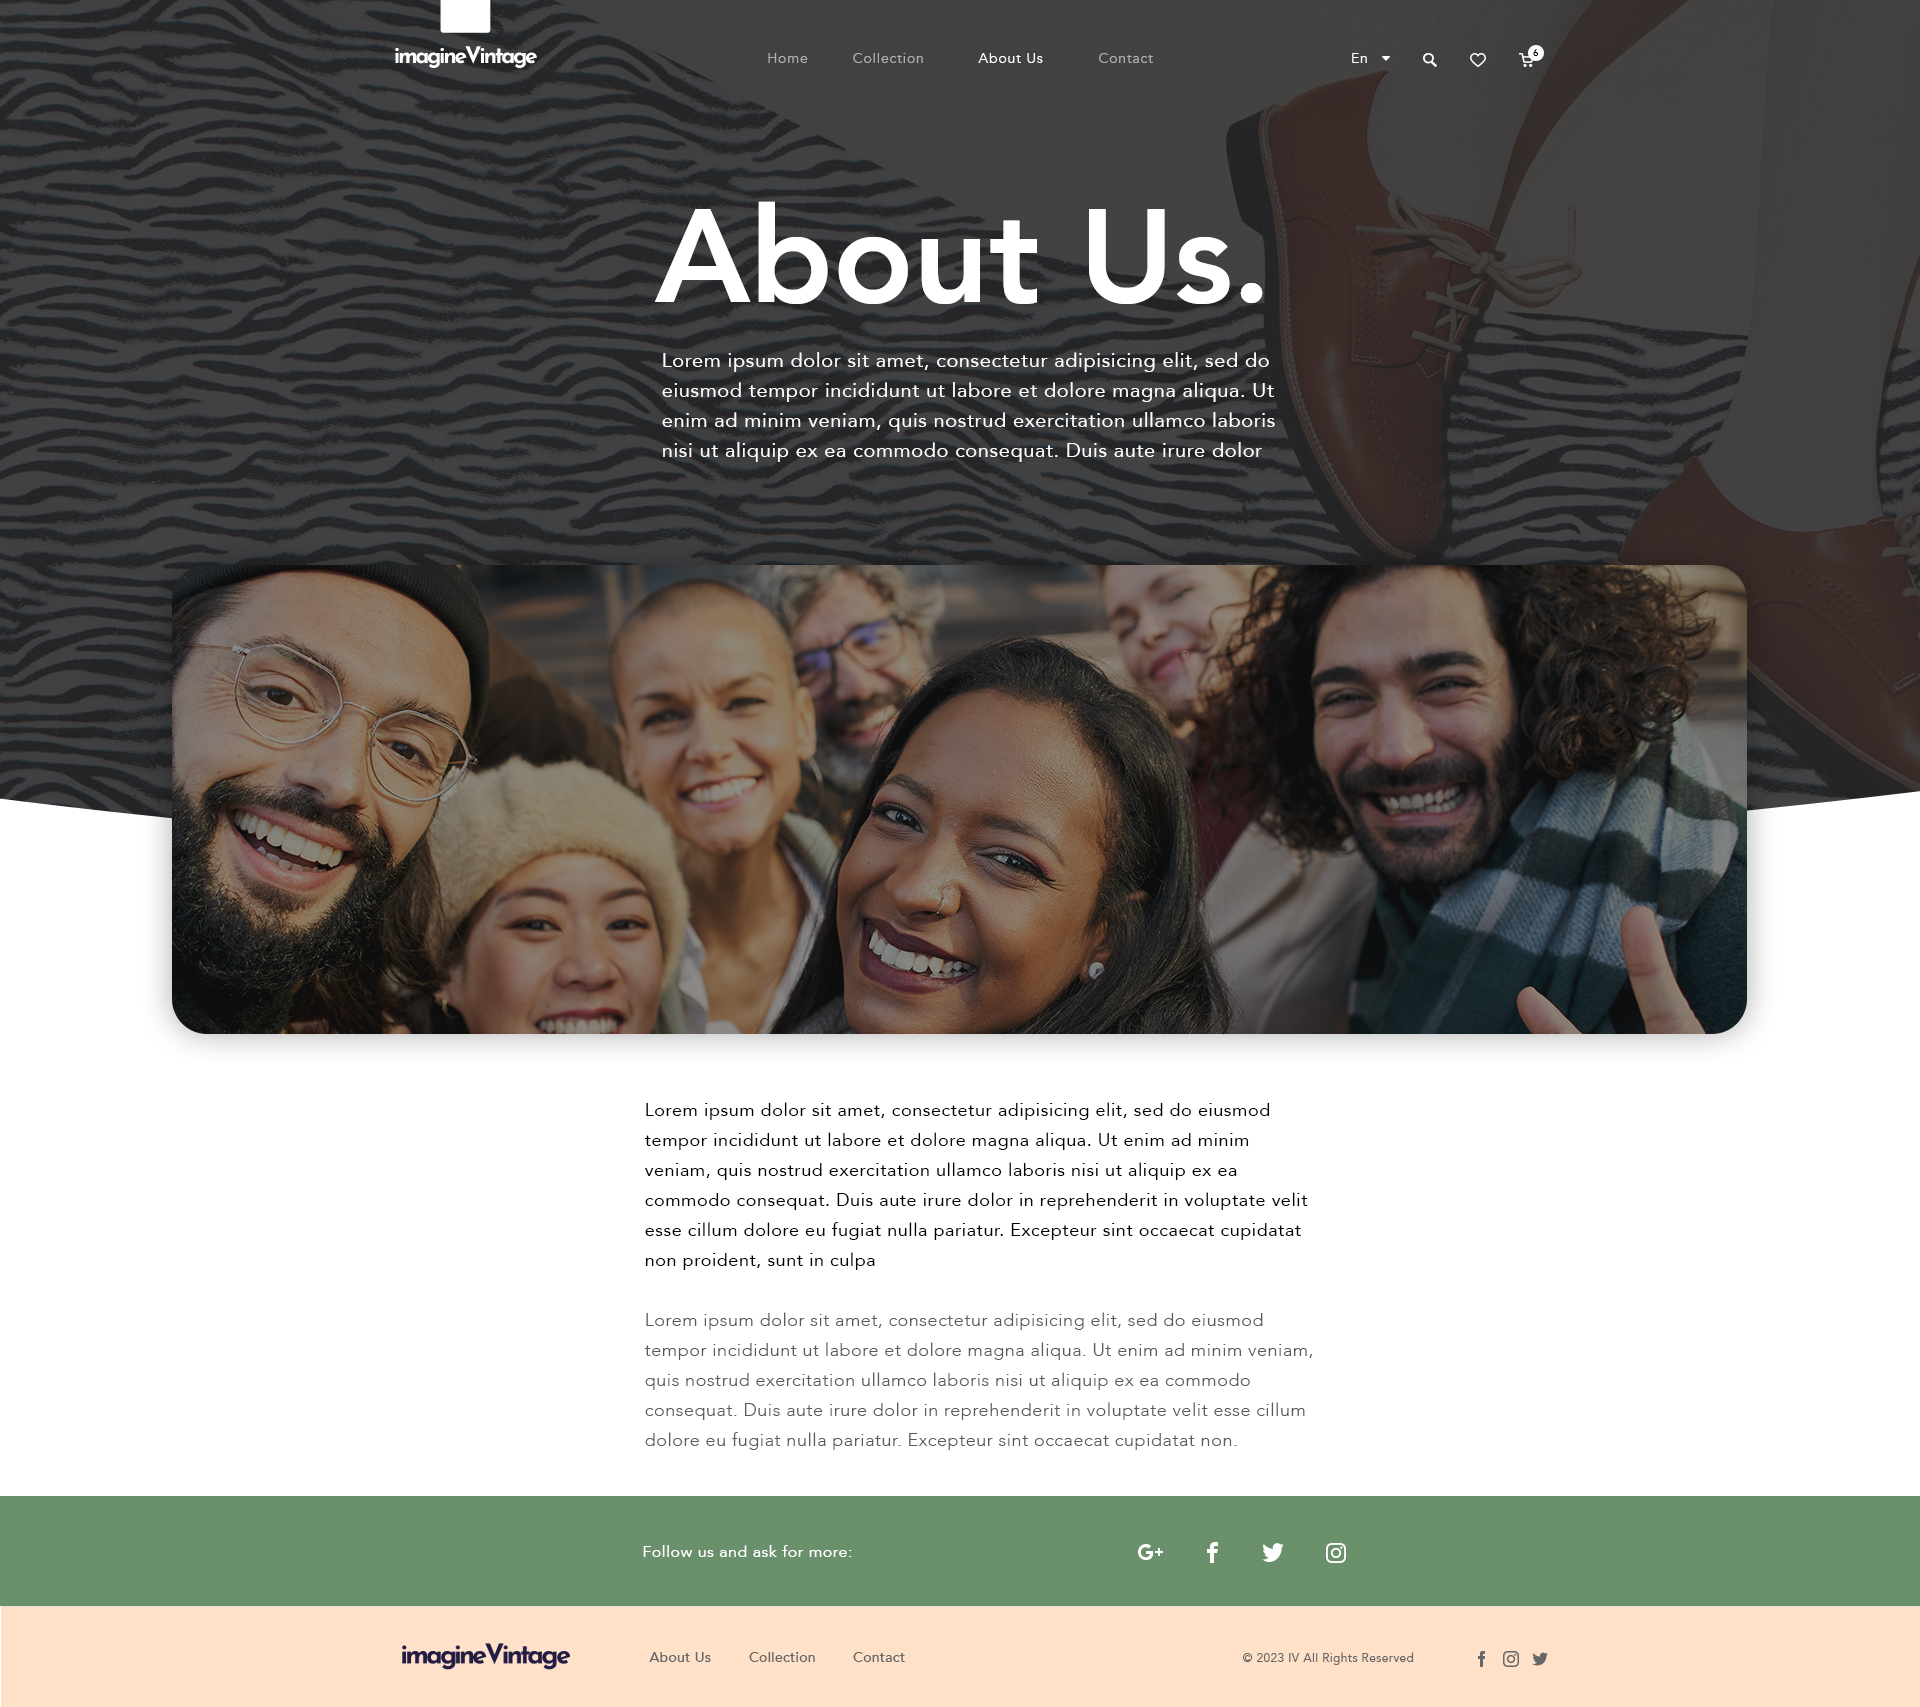 imagineVintage
Home Collection About Us Contact En 6
About Us.
Lorem ipsum dolor sit amet, consectetur adipisicing elit, sed do
eiusmod tempor incididunt ut labore et dolore magna aliqua. Ut
enim ad minim veniam, quis nostrud exercitation ullamco laboris
nisi ut aliquip ex ea commodo consequat. Duis aute irure dolor
Lorem ipsum dolor sit amet, consectetur adipisicing elit, sed do eiusmod
tempor incididunt ut labore et dolore magna aliqua. Ut enim ad minim
veniam, quis nostrud exercitation ullamco laboris nisi ut aliquip ex ea
commodo consequat. Duis aute irure dolor in reprehenderit in voluptate velit
esse cillum dolore eu fugiat nulla pariatur. Excepteur sint occaecat cupidatat
non proident, sunt in culpa
Lorem ipsum dolor sit amet, consectetur adipisicing elit, sed do eiusmod
tempor incididunt ut labore et dolore magna aliqua. Ut enim ad minim veniam,
quis nostrud exercitation ullamco laboris nisi ut aliquip ex ea commodo
consequat. Duis aute irure dolor in reprehenderit in voluptate velit esse cillum
dolore eu fugiat nulla pariatur. Excepteur sint occaecat cupidatat non.
Follow us and ask for more: G+
imagineVintage About Us Collection Contact © 2023 IV All Rights Reserved